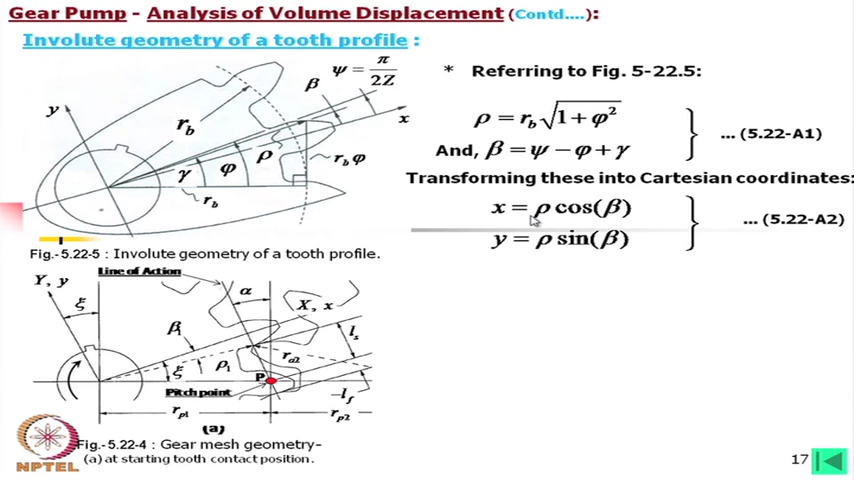 Gear Pump - Analysis of Volume Displacement (Contd....):
Involute geometry of a tooth profile :
β ψ = π / 2Z
* Referring to Fig. 5-22.5:
y x
r_b
ρ = r_b √(1 + φ²)
... (5.22-A1)
And, β = ψ − φ + γ
γ φ ρ r_b φ
r_b
Transforming these into Cartesian coordinates:
x = ρ cos(β)
... (5.22-A2)
y = ρ sin(β)
Fig.-5.22-5 : Involute geometry of a tooth profile.
Line of Action
Y, y ξ α X, x
β₁ l_s
ξ ρ₁ r_a2
P
Pitch point −l_f
r_p1 r_p2
(a)
Fig.-5.22-4 : Gear mesh geometry-
(a) at starting tooth contact position.
NPTEL
17